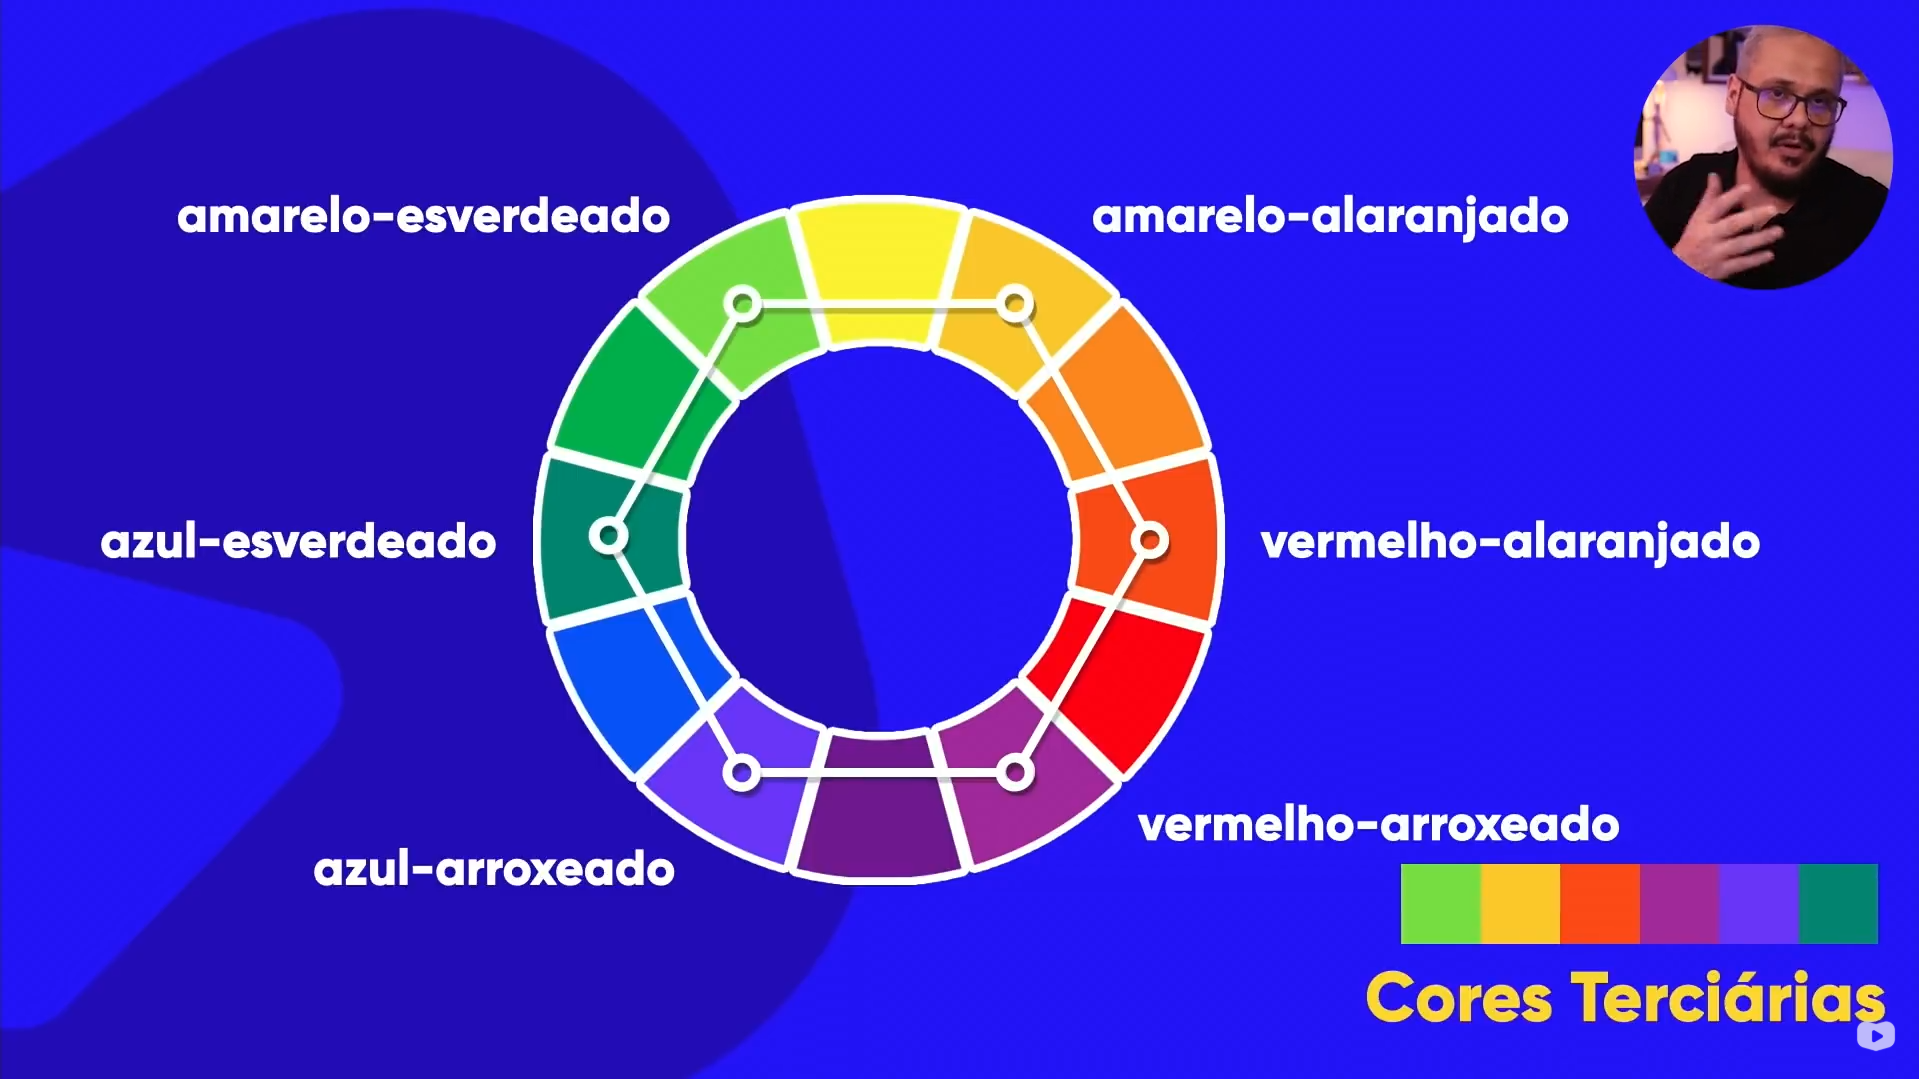 amarelo-esverdeado
amarelo-alaranjado
azul-esverdeado
vermelho-alaranjado
vermelho-arroxeado
azul-arroxeado
Cores Terciárias